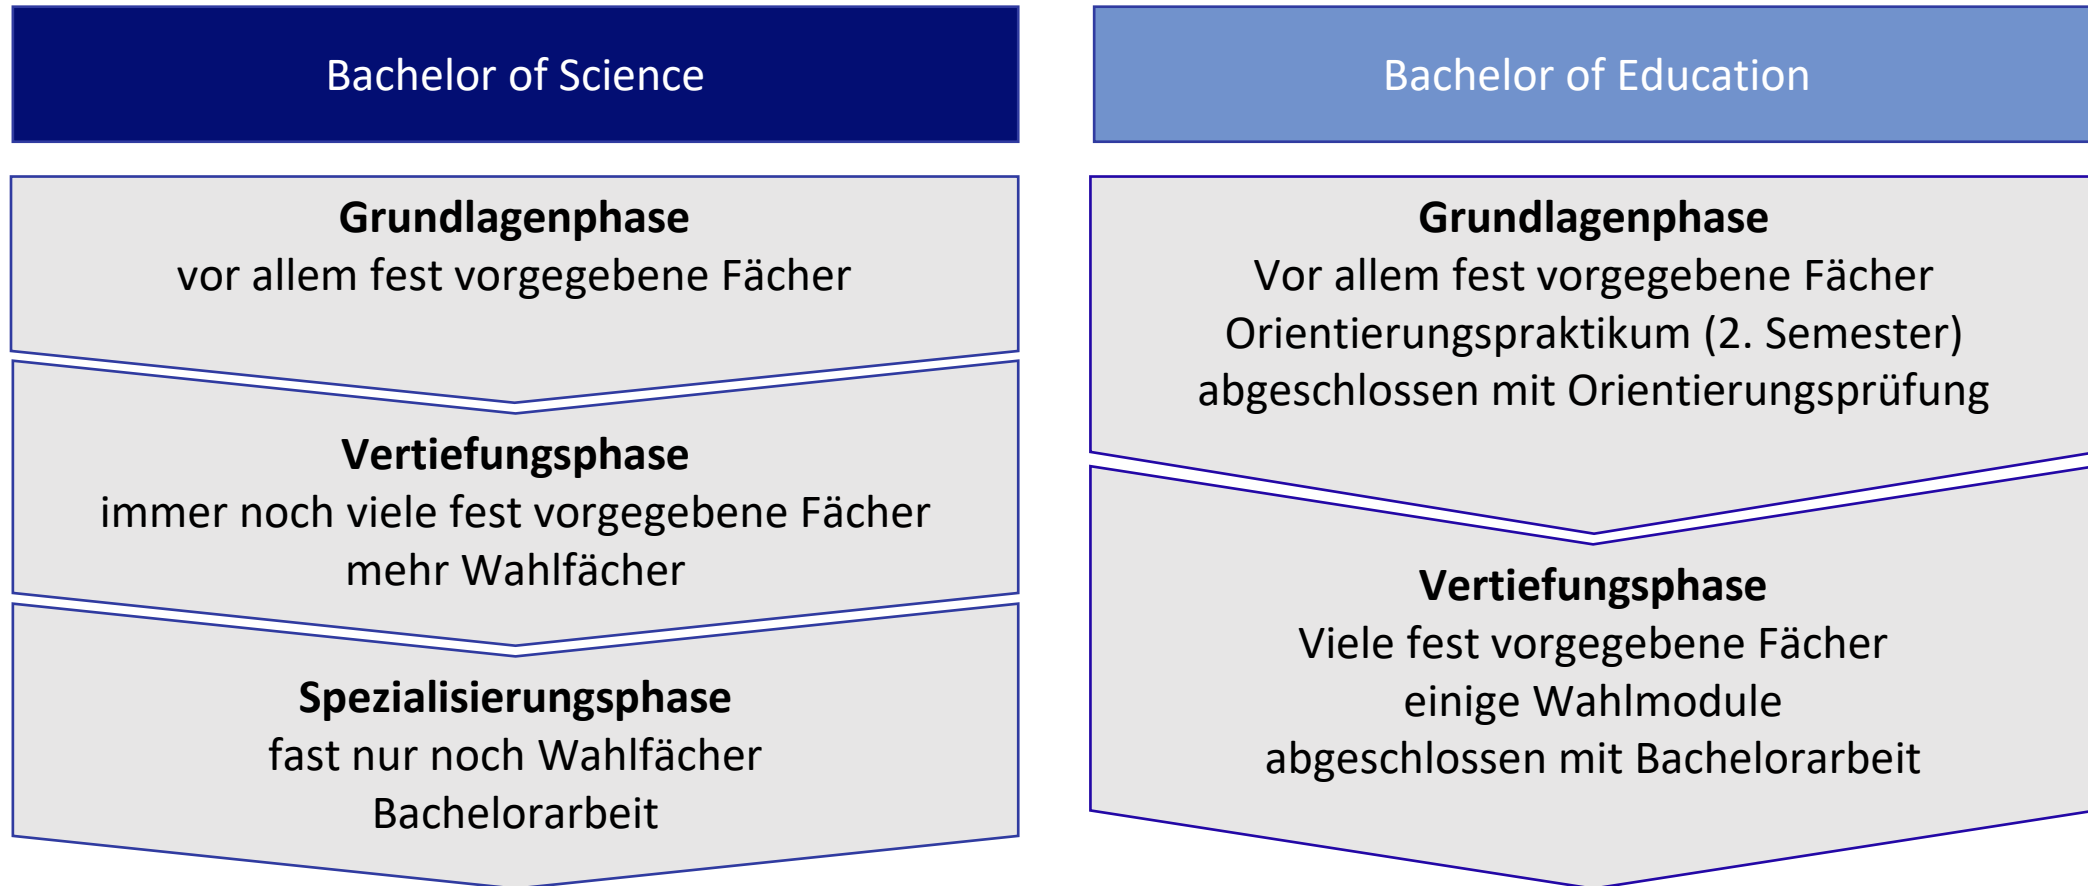 Bachelor of Science
Grundlagenphase
vor allem fest vorgegebene Fächer
Vertiefungsphase
immer noch viele fest vorgegebene Fächer
mehr Wahlfächer
Spezialisierungsphase
fast nur noch Wahlfächer
Bachelorarbeit
Bachelor of Education
Grundlagenphase
Vor allem fest vorgegebene Fächer
Orientierungspraktikum (2. Semester)
abgeschlossen mit Orientierungsprüfung
Vertiefungsphase
Viele fest vorgegebene Fächer
einige Wahlmodule
abgeschlossen mit Bachelorarbeit